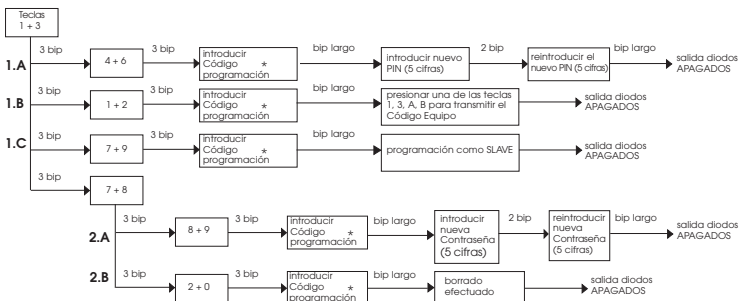 Teclas
1 + 3
3 bip
1.A
4 + 6
3 bip
introducir
Código *
programación
bip largo
introducir nuevo
PIN (5 cifras)
2 bip
reintroducir el
nuevo PIN (5 cifras)
bip largo
salida diodos
APAGADOS
3 bip
1.B
1 + 2
3 bip
introducir
Código *
programación
bip largo
presionar una de las teclas
1, 3, A, B para transmitir el
Código Equipo
salida diodos
APAGADOS
3 bip
1.C
7 + 9
3 bip
introducir
Código *
programación
bip largo
programación como SLAVE
salida diodos
APAGADOS
3 bip
7 + 8
3 bip
2.A
8 + 9
3 bip
introducir
Código *
programación
bip largo
introducir
nueva
Contraseña
(5 cifras)
2 bip
reintroducir
nueva
Contraseña
(5 cifras)
bip largo
salida diodos
APAGADOS
2.B
3 bip
2 + 0
3 bip
introducir
Código *
programación
bip largo
borrado
efectuado
salida diodos
APAGADOS